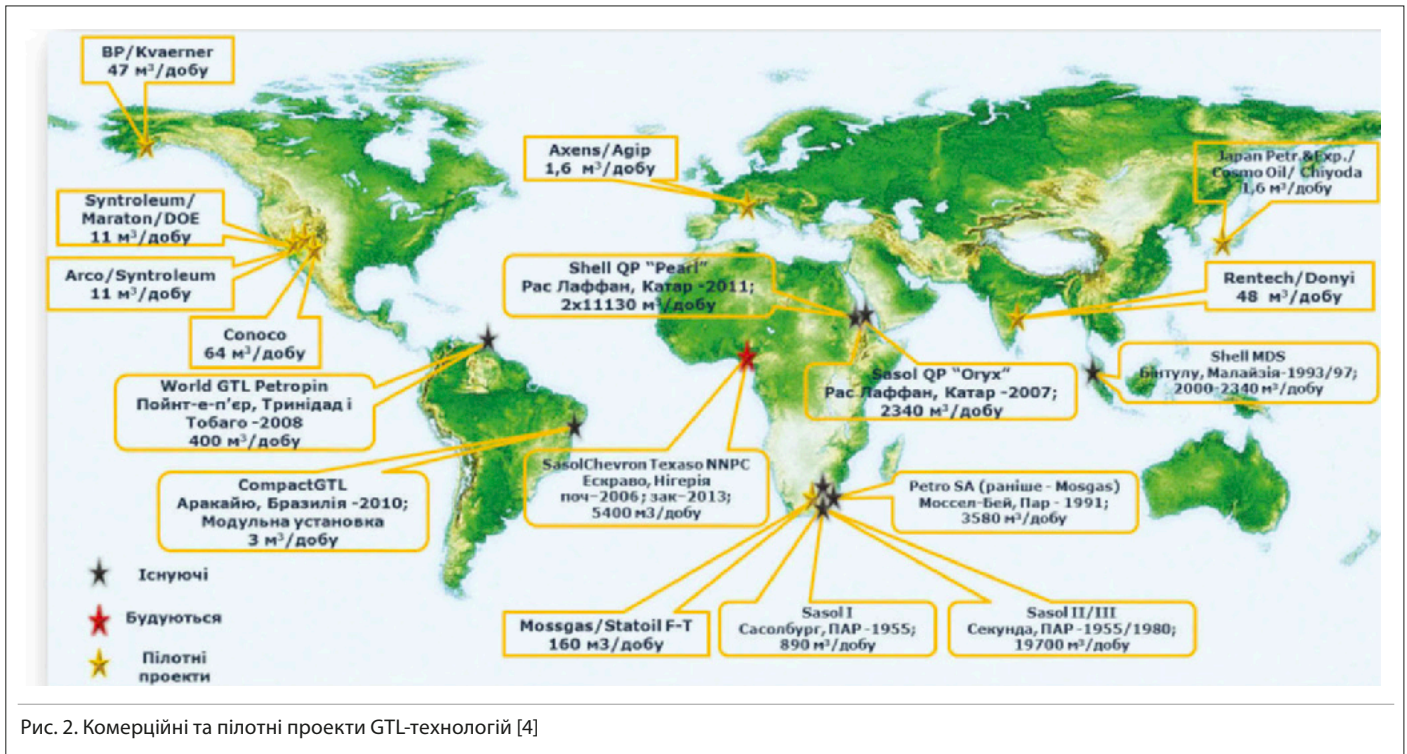 BP/Kvaerner
47 м³/добу
Axens/Agip
1,6 м³/добу
Japan Petr.&Exp./
Cosmo Oil/ Chiyoda
1,6 м³/добу
Syntroleum/
Maraton/DOE
11 м³/добу
Arco/Syntroleum
11 м³/добу
Conoco
64 м³/добу
Shell QP “Pearl”
Рас Лаффан, Катар -2011;
2x11130 м³/добу
Rentech/Donyi
48 м³/добу
Shell MDS
Бінтулу, Малайзія-1993/97;
2000-2340 м³/добу
Sasol QP “Oryx”
Рас Лаффан, Катар -2007;
2340 м³/добу
World GTL Petropin
Пойнт-е-п’єр, Тринідад і
Тобаго -2008
400 м³/добу
CompactGTL
Аракайю, Бразилія -2010;
Модульна установка
3 м³/добу
SasolChevron Texaso NNPC
Ескраво, Нігерія
поч-2006; зак-2013;
5400 м3/добу
Petro SA (раніше - Mosgas)
Моссел-Бей, Пар - 1991;
3580 м³/добу
Mossgas/Statoil F-T
160 м3/добу
Sasol I
Сасолбург, ПАР -1955;
890 м³/добу
Sasol II/III
Секунда, ПАР -1955/1980;
19700 м³/добу
Існуючі
Будуються
Пілотні
проекти
Рис. 2. Комерційні та пілотні проекти GTL-технологій [4]